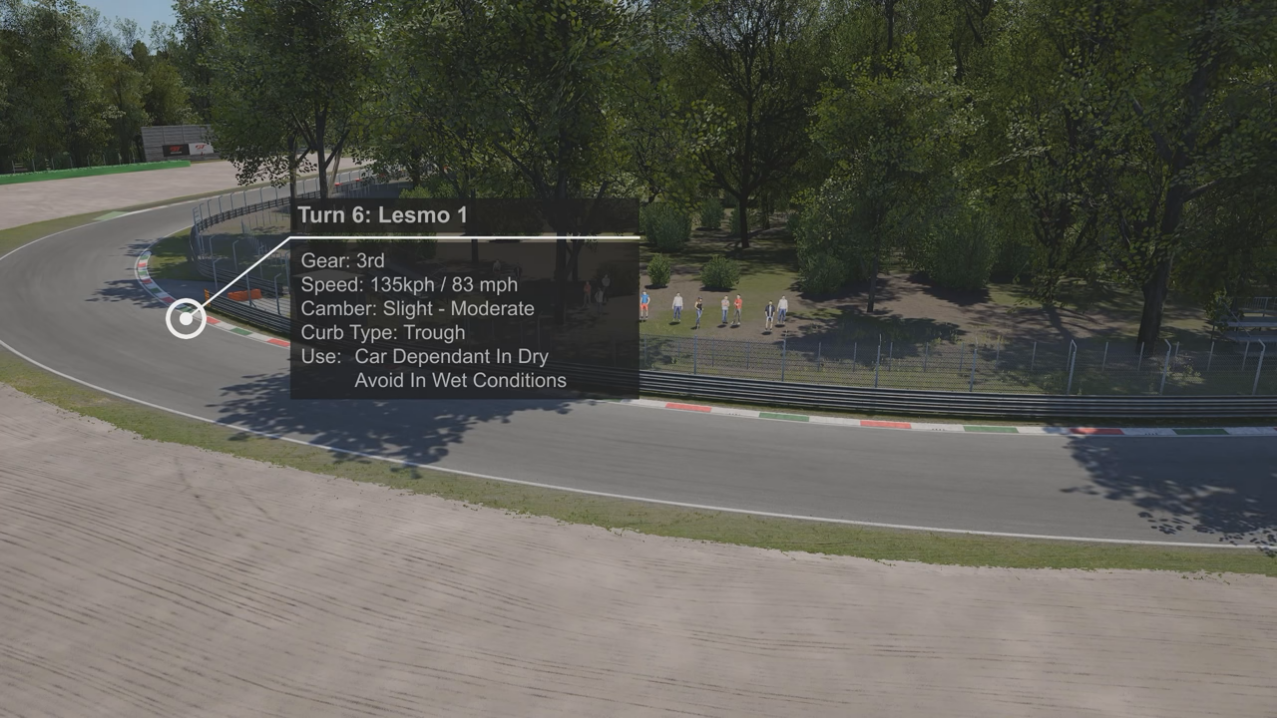 Turn 6: Lesmo 1
Gear: 3rd
Speed: 135kph / 83 mph
Camber: Slight - Moderate
Curb Type: Trough
Use: Car Dependant In Dry
Avoid In Wet Conditions